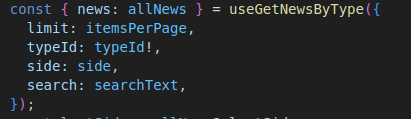 const { news: allNews } = useGetNewsByType({
limit: itemsPerPage,
typeId: typeId!,
side: side,
search: searchText,
});